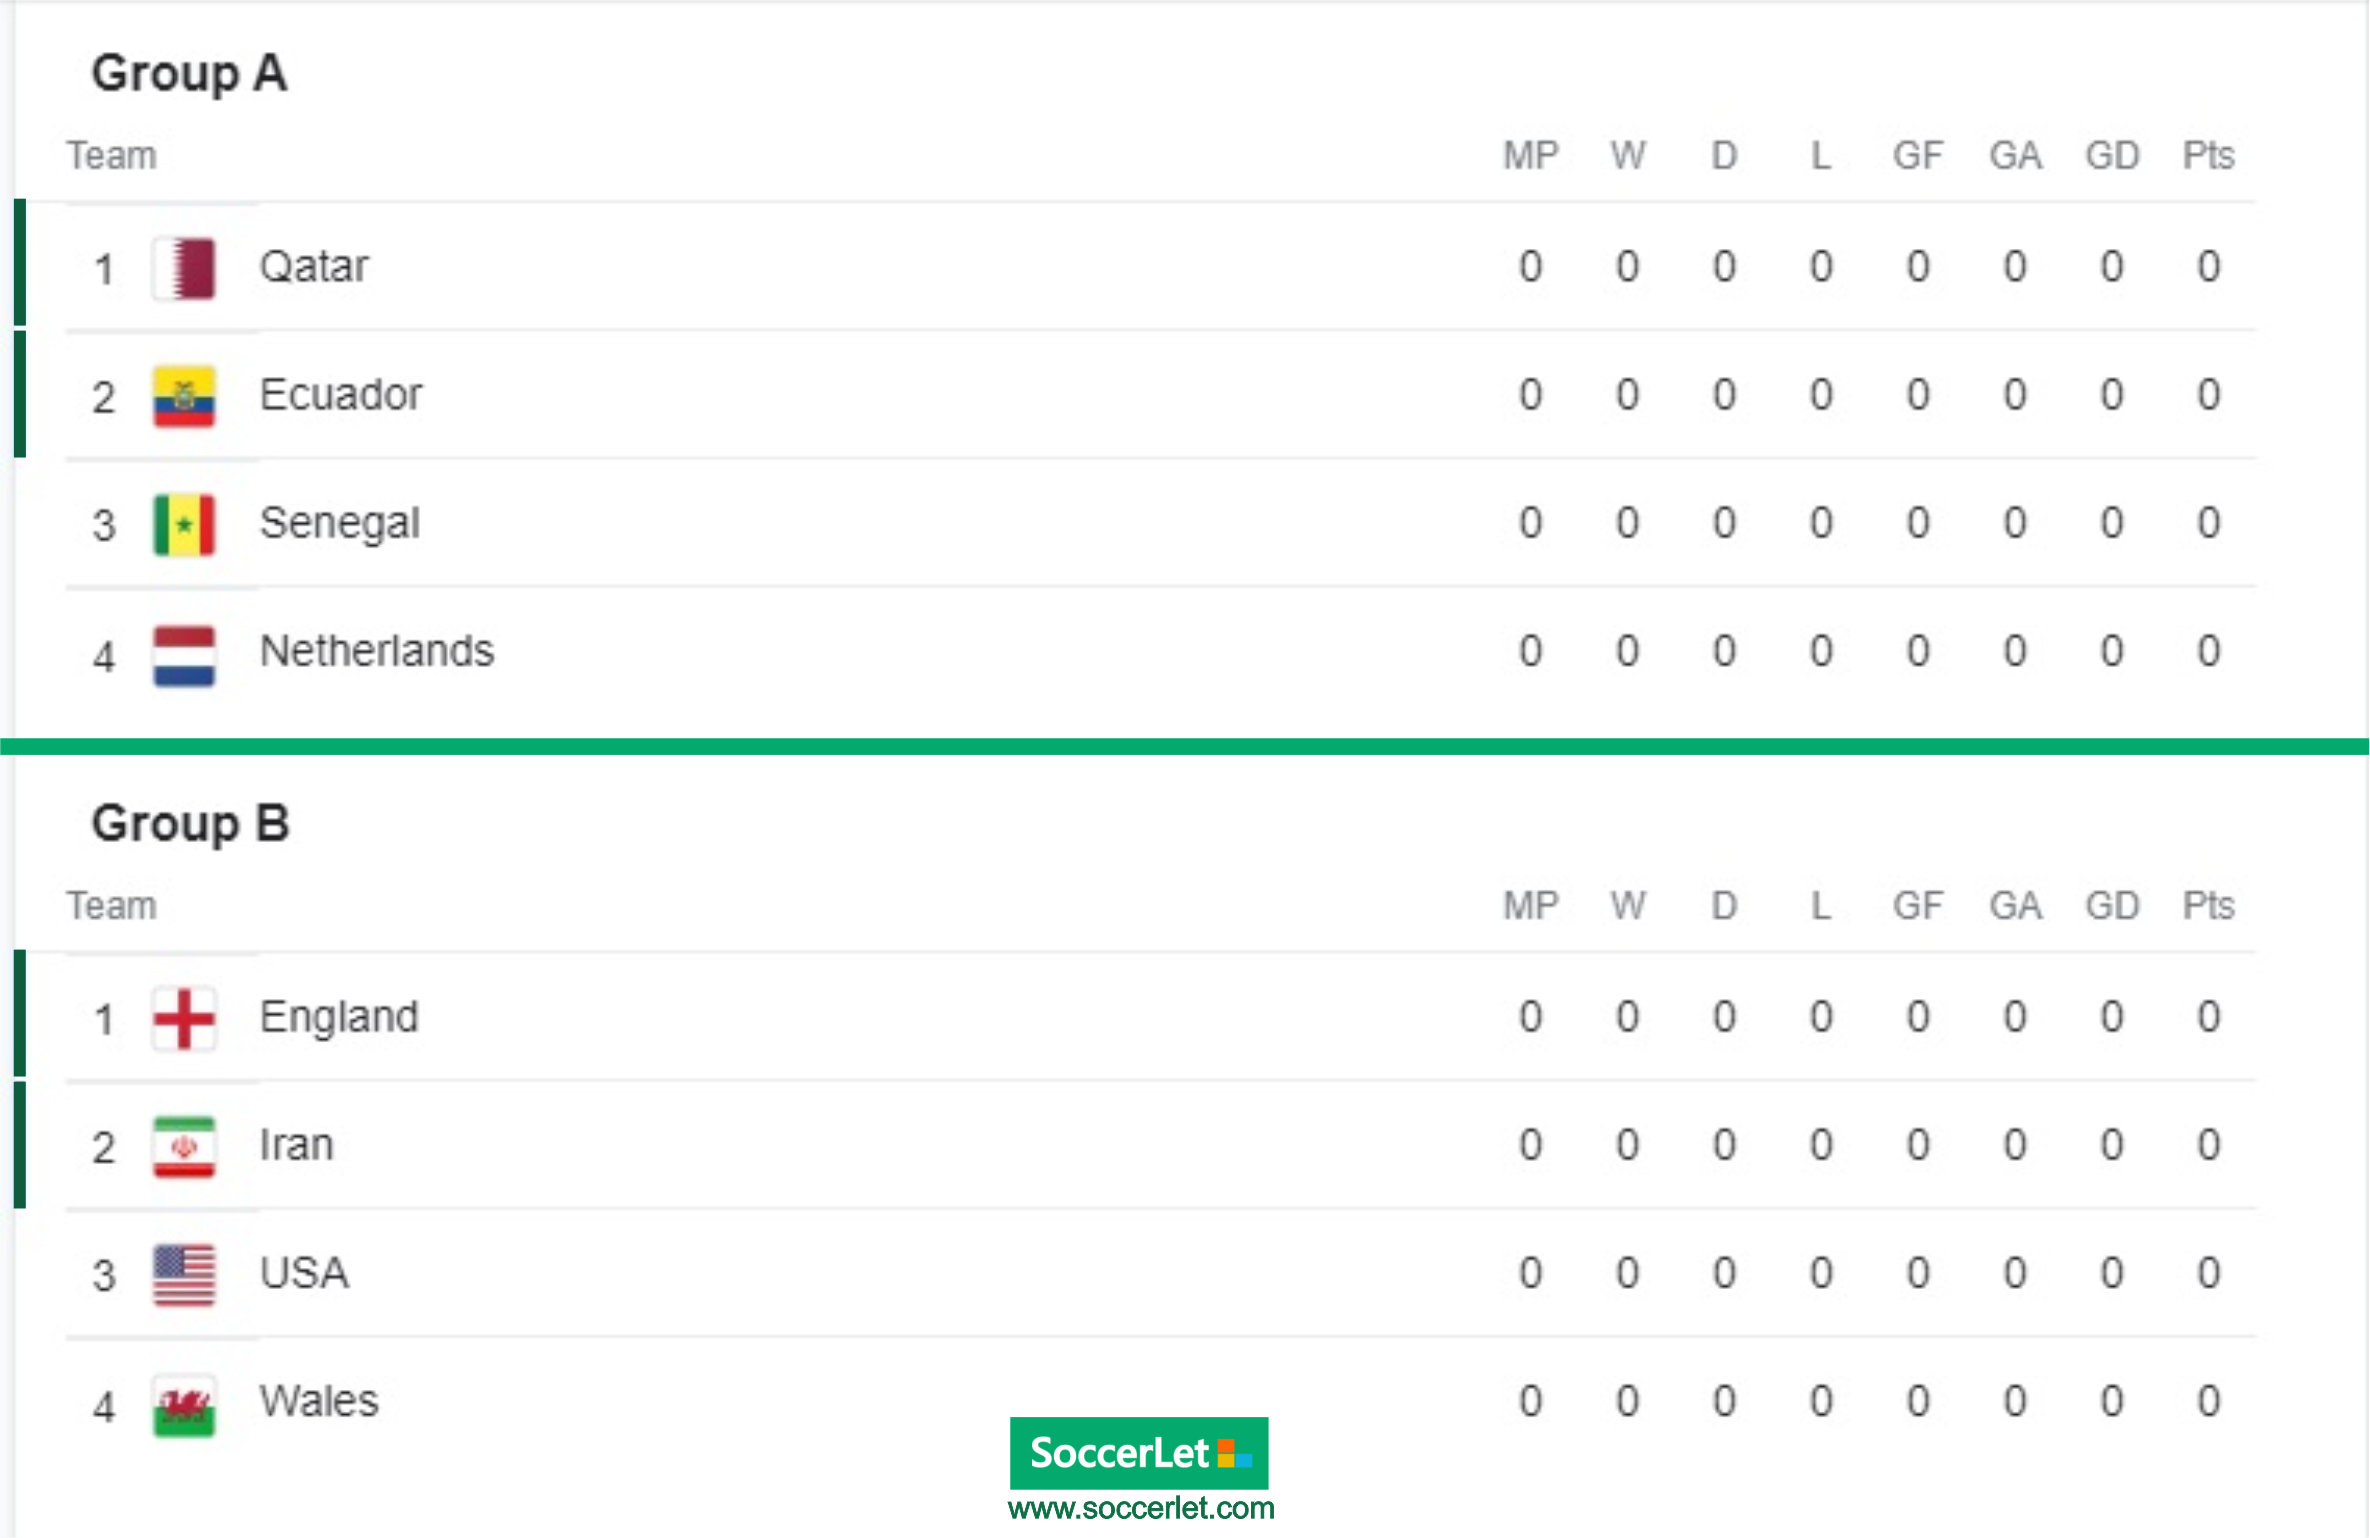 Group A
Team MP W D L GF GA GD Pts
1 Qatar 0 0 0 0 0 0 0 0
2 Ecuador 0 0 0 0 0 0 0 0
3 Senegal 0 0 0 0 0 0 0 0
4 Netherlands 0 0 0 0 0 0 0 0
Group B
Team MP W D L GF GA GD Pts
1 England 0 0 0 0 0 0 0 0
2 Iran 0 0 0 0 0 0 0 0
3 USA 0 0 0 0 0 0 0 0
4 Wales 0 0 0 0 0 0 0 0
SoccerLet
www.soccerlet.com